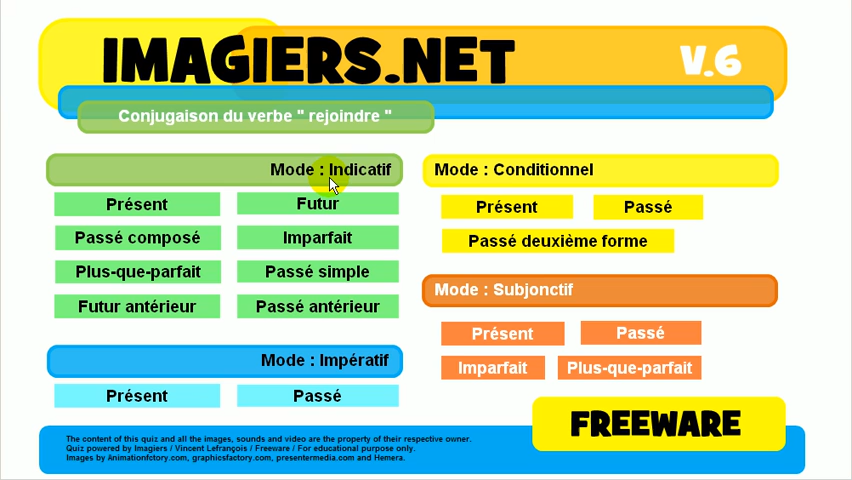 IMAGIERS.NET
V.6
Conjugaison du verbe " rejoindre "
Mode : Indicatif
Présent
Futur
Passé composé
Imparfait
Plus-que-parfait
Passé simple
Futur antérieur
Passé antérieur
Mode : Impératif
Présent
Passé
Mode : Conditionnel
Présent
Passé
Passé deuxième forme
Mode : Subjonctif
Présent
Passé
Imparfait
Plus-que-parfait
FREEWARE
The content of this quiz and all the images, sounds and video are the property of their respective owner.
Quiz powered by Imagiers / Vincent Lefrançois / Freeware / For educational purpose only.
Images by Animationfctory.com, graphicsfactory.com, presentermedia.com and Hemera.